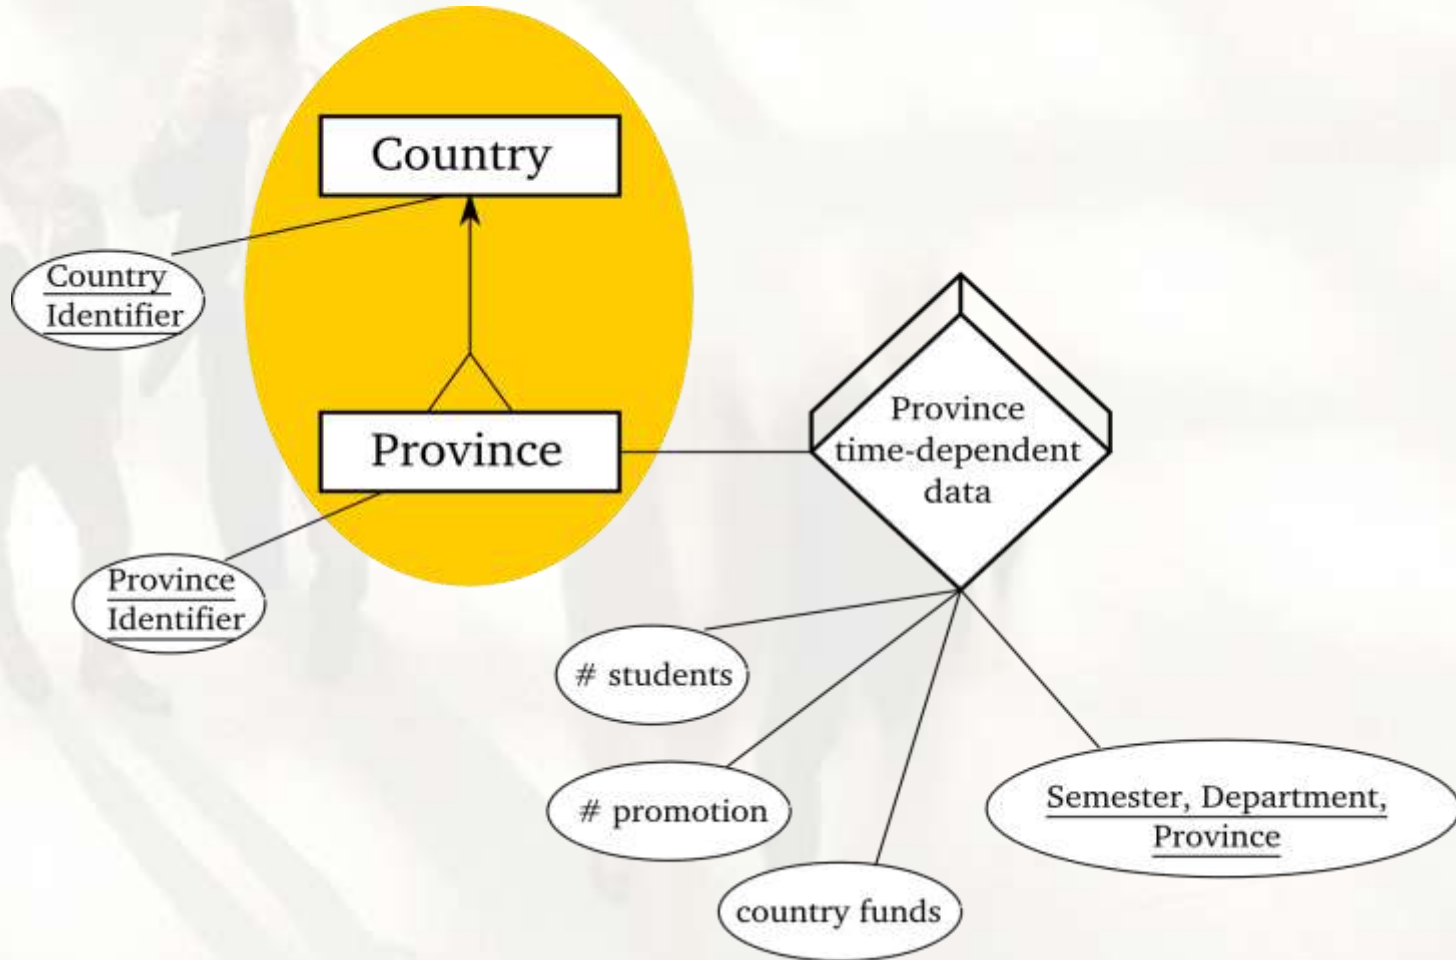 Country
Country
Identifier
Province
time-dependent
data
Province
Province
Identifier
# students
# promotion
Semester, Department,
Province
country funds